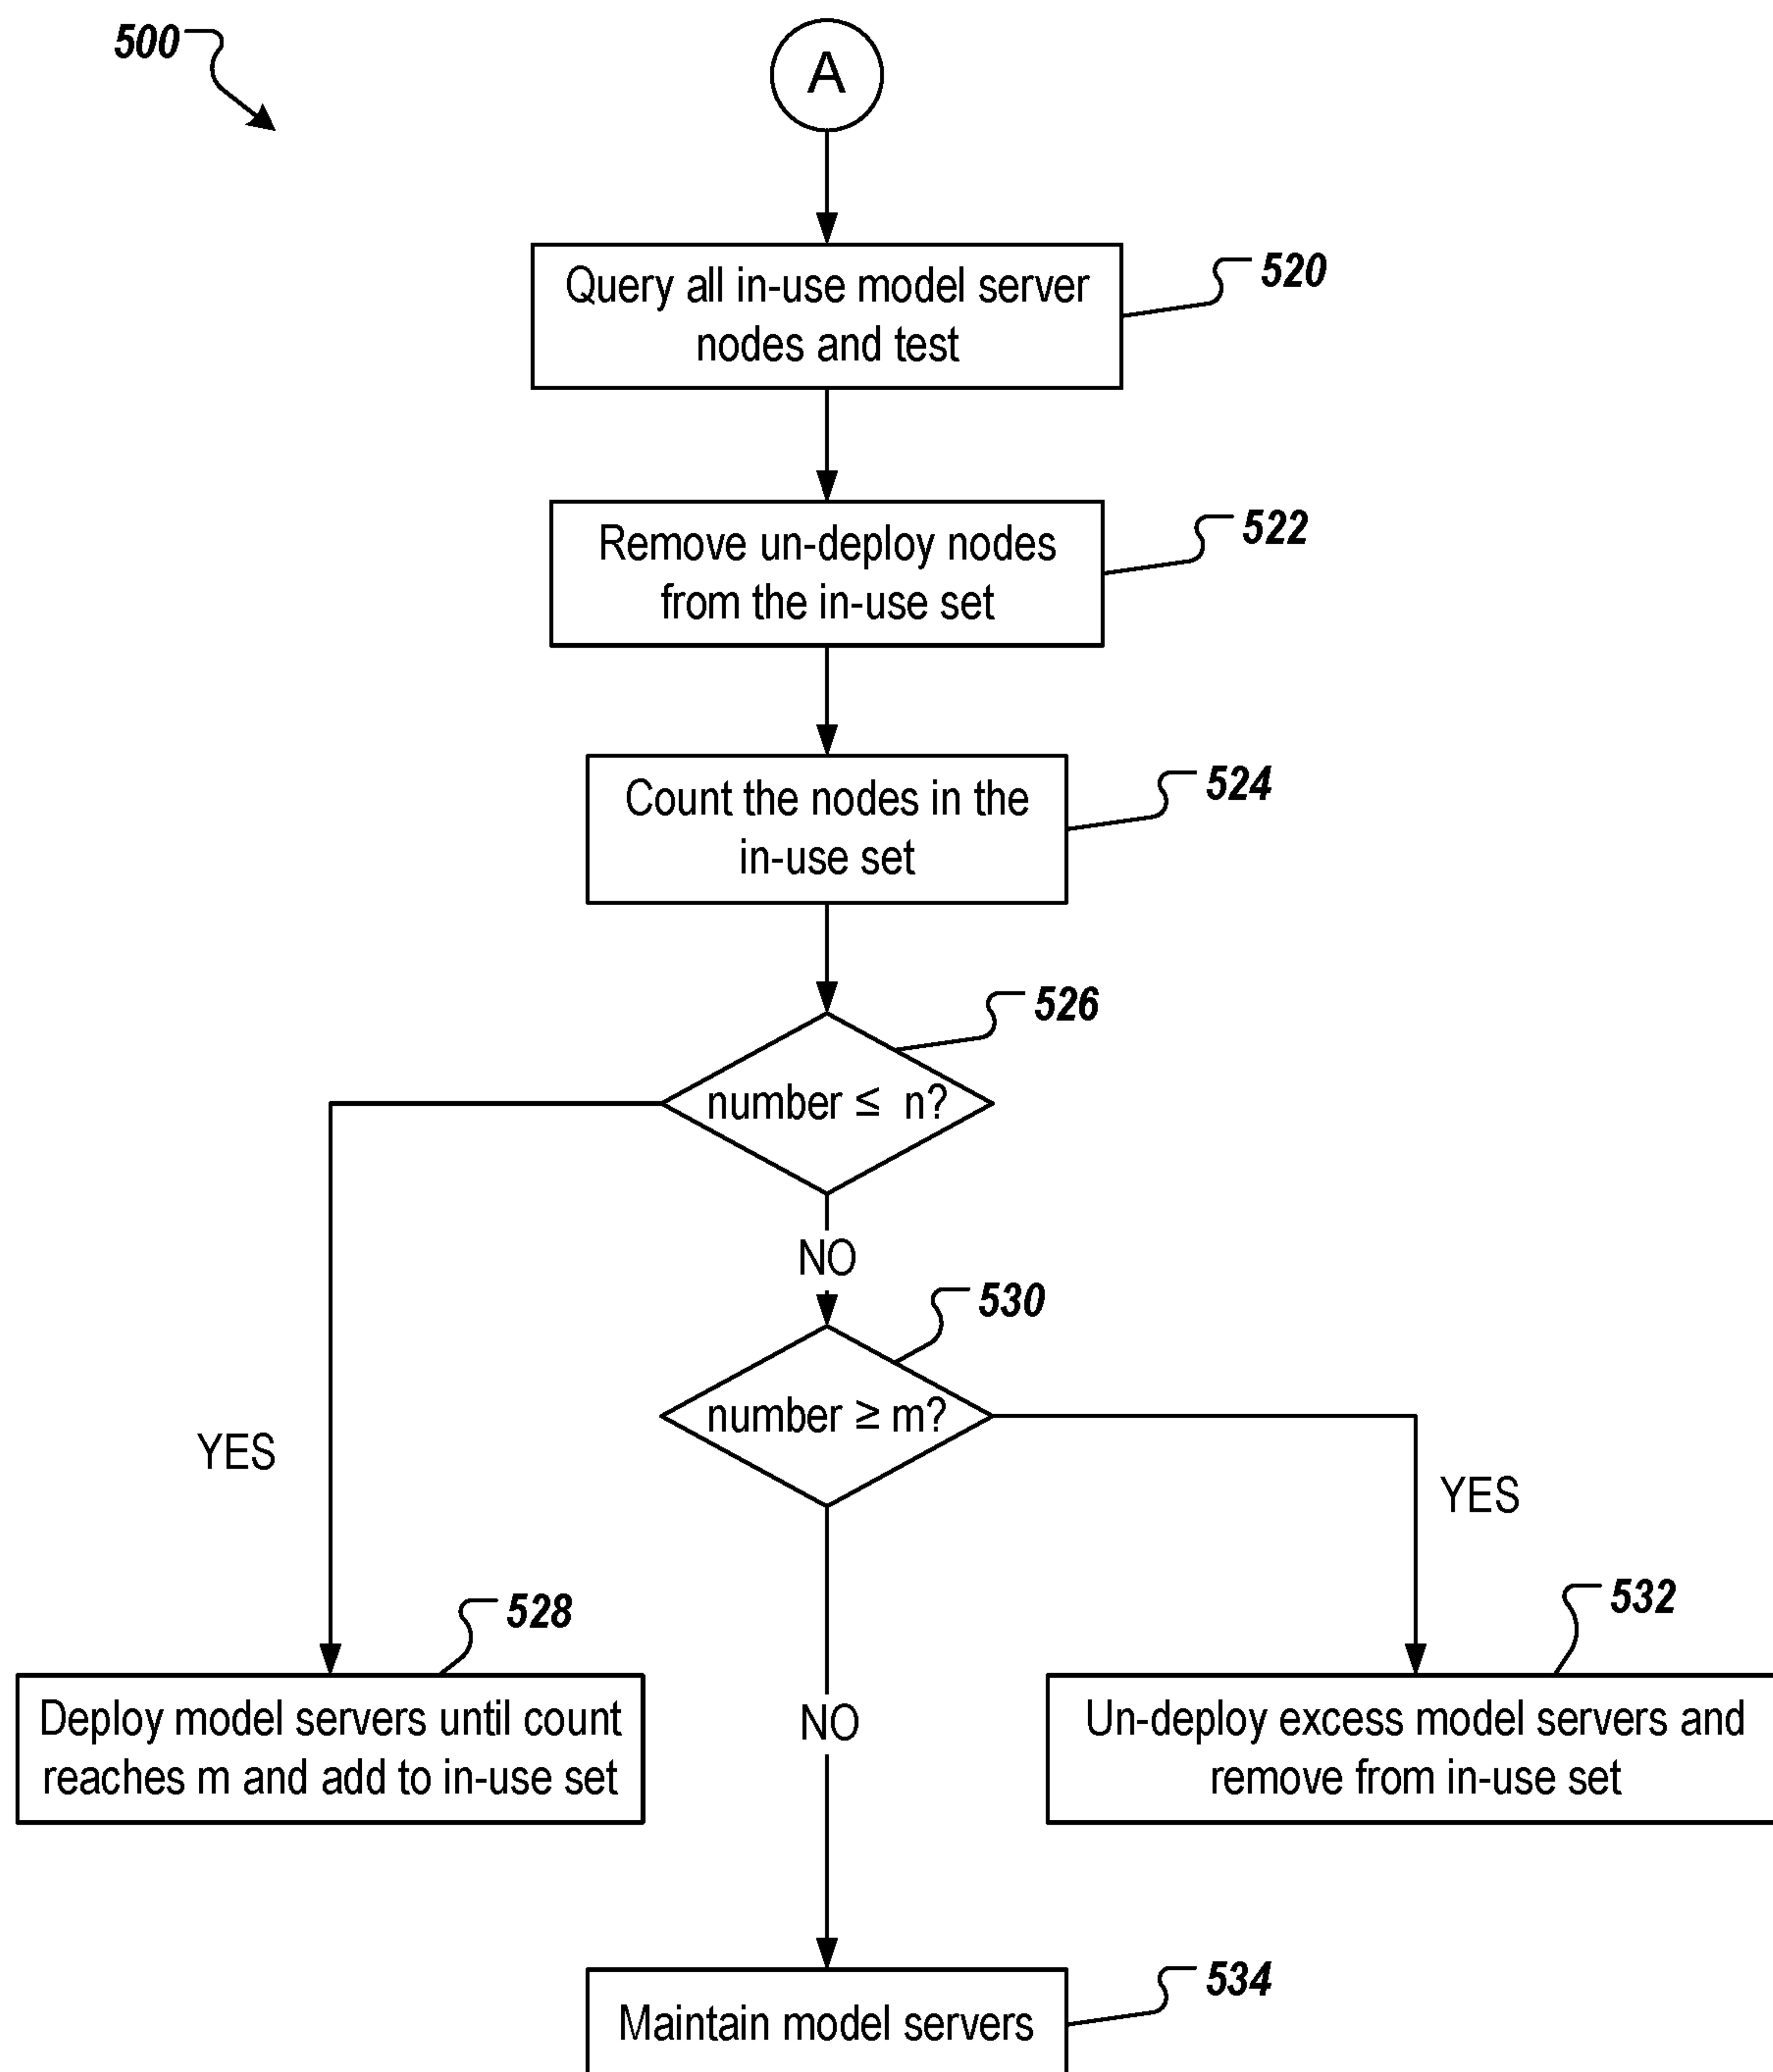 500
A
Query all in-use model server
nodes and test
520
Remove un-deploy nodes
from the in-use set
522
Count the nodes in the
in-use set
524
526
number ≤ n?
NO
530
number ≥ m?
YES
YES
528
532
Deploy model servers until count
reaches m and add to in-use set
NO
Un-deploy excess model servers and
remove from in-use set
534
Maintain model servers